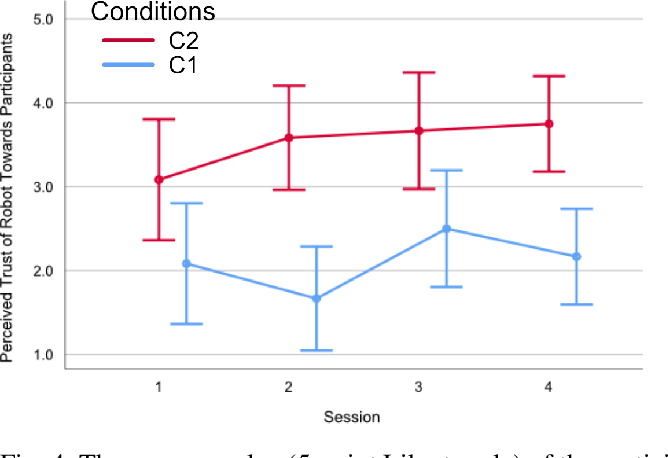 Conditions
C2
C1
Perceived Trust of Robot Towards Participants
5.0
4.0
3.0
2.0
1.0
1 2 3 4
Session